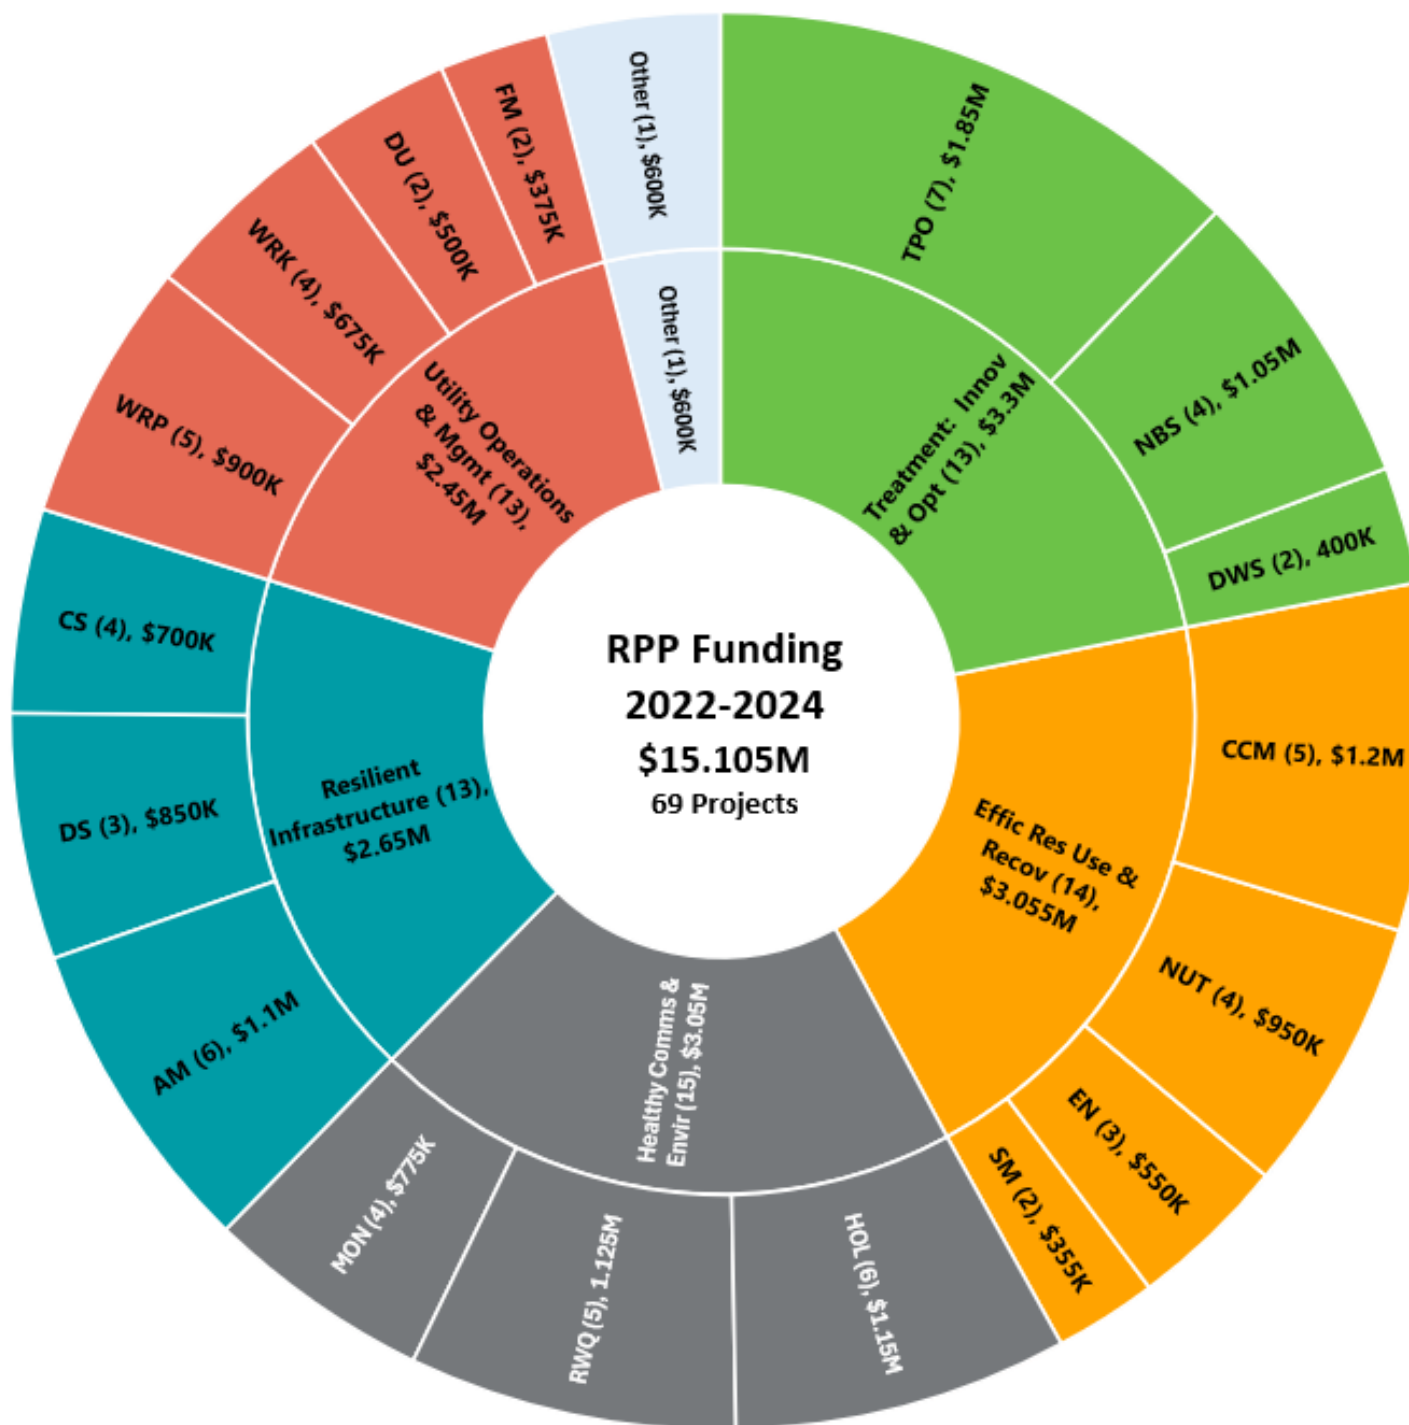 RPP Funding
2022-2024
$15.105M
69 Projects
Treatment:  Innov
& Opt (13), $3.3M
TPO (7), $1.85M
NBS (4), $1.05M
DWS (2), 400K
Effic Res Use &
Recov (14),
$3.055M
CCM (5), $1.2M
NUT (4), $950K
EN (3), $550K
SM (2), $355K
Healthy Comms &
Envir (15), $3.05M
HOL (6), $1.15M
RWQ (5), 1.125M
MON (4), $775K
Resilient
Infrastructure (13),
$2.65M
AM (6), $1.1M
DS (3), $850K
CS (4), $700K
Utility Operations
& Mgmt (13),
$2.45M
WRP (5), $900K
WRK (4), $675K
DU (2), $500K
FM (2), $375K
Other (1), $600K
Other (1), $600K